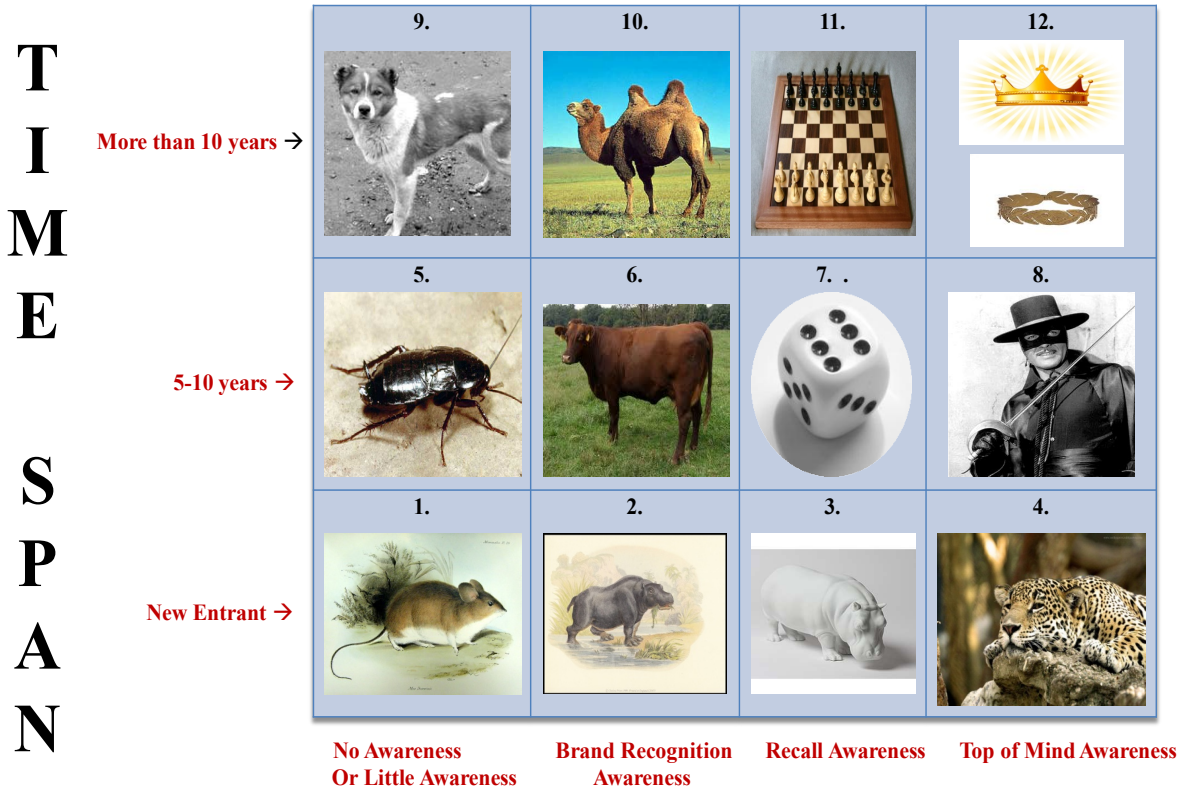 T
I
M
E
S
P
A
N
9.
10.
11.
12.
More than 10 years →
5.
6.
7. .
8.
5-10 years →
1.
2.
3.
4.
New Entrant →
No Awareness
Or Little Awareness
Brand Recognition
Awareness
Recall Awareness
Top of Mind Awareness